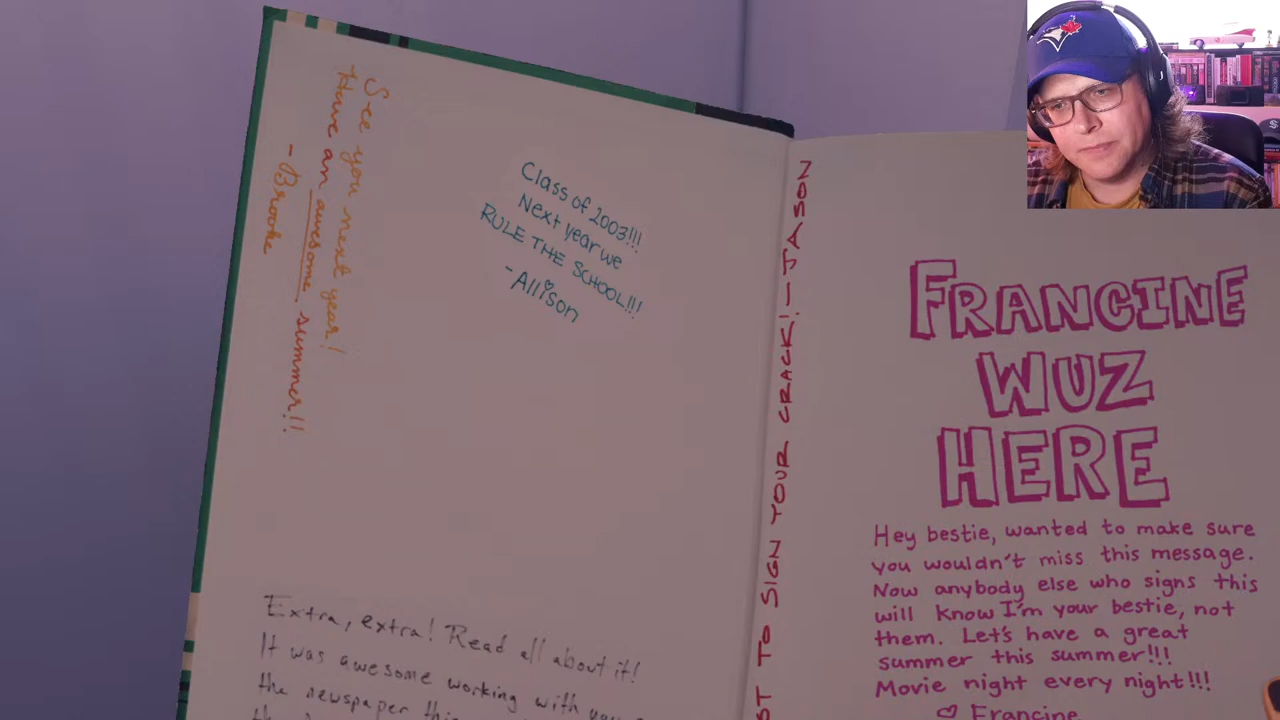 See you next year!
Have an awesome summer!!
- Brooke
Class of 2003!!!
Next year we
RULE THE SCHOOL!!!
- Allison
Extra, extra! Read all about it!
It was awesome working with you
the newspaper this
ST TO SIGN YOUR CRACK! - JASON
FRANCINE
WUZ
HERE
Hey bestie, wanted to make sure
you wouldn't miss this message.
Now anybody else who signs this
will know I'm your bestie, not
them. Let's have a great
summer this summer!!!
Movie night every night!!!
♡ Francine